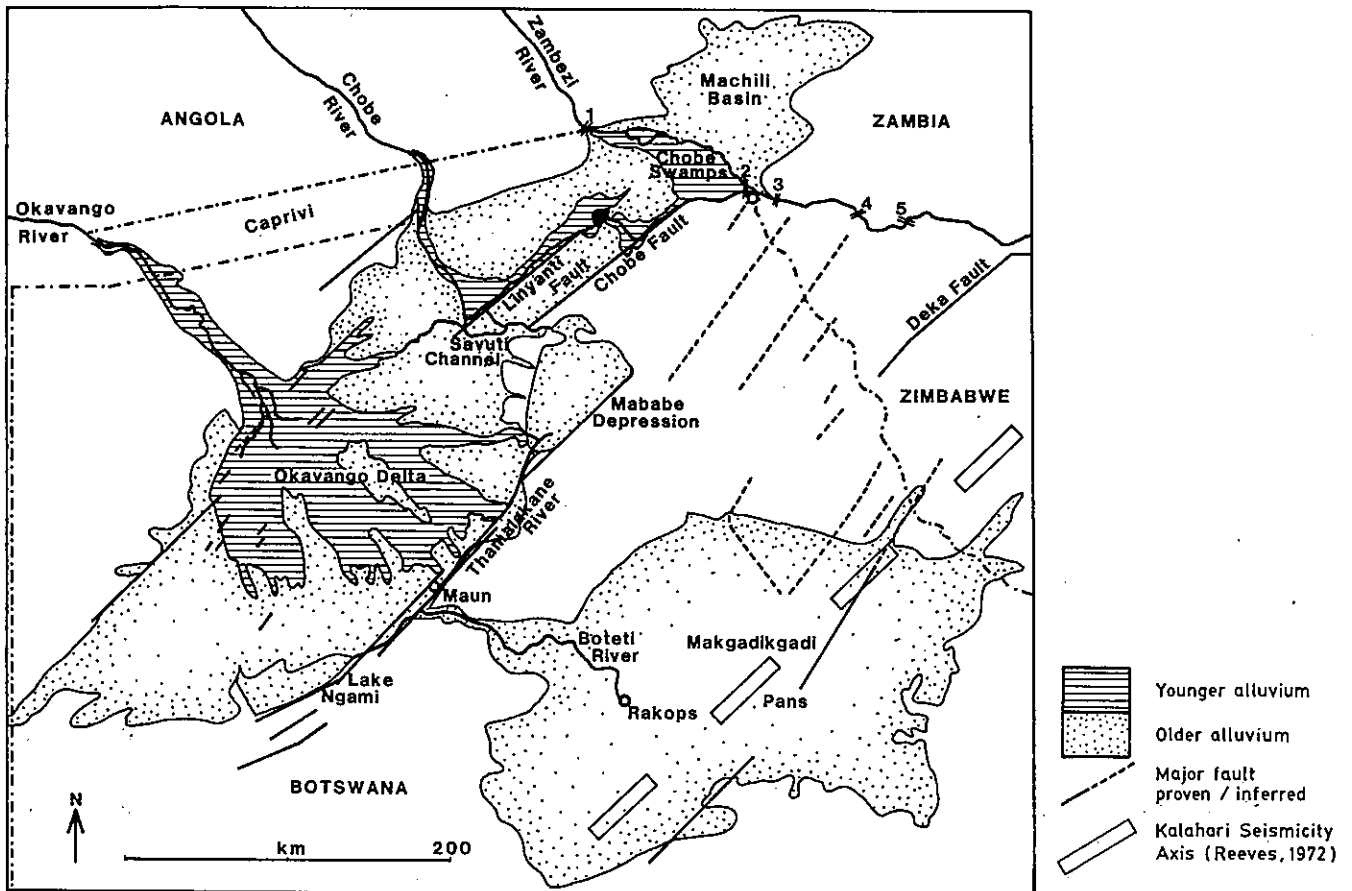 Zambezi
River
Machili
Basin
Chobe
River
ANGOLA
ZAMBIA
1
Chobe
Swamps
2
3
4
5
Okavango
River
Caprivi
Linyanti
Fault
Chobe Fault
Deka Fault
Savuti
Channel
ZIMBABWE
Mababe
Depression
Okavango Delta
Thamalakane
River
Maun
Boteti
River
Makgadikgadi
Pans
Lake
Ngami
Rakops
BOTSWANA
N
km
200
Younger alluvium
Older alluvium
Major fault
proven / inferred
Kalahari Seismicity
Axis (Reeves, 1972)